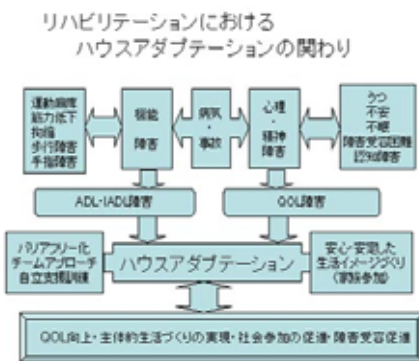 リハビリテーションにおける
ハウスアダプテーションの関わり
運動麻痺
筋力低下
拘縮
歩行障害
手指障害
機能
障害
病気
・
事故
心理
・
精神
障害
うつ
不安
不眠
障害受容困難
認知障害
ADL・IADL障害
QOL障害
バリアフリー化
チームアプローチ
自立支援訓練
ハウスアダプテーション
安心・安定した
生活イメージづくり
(家族参加)
QOL向上・主体的生活づくりの実現・社会参加の促進・障害受容促進